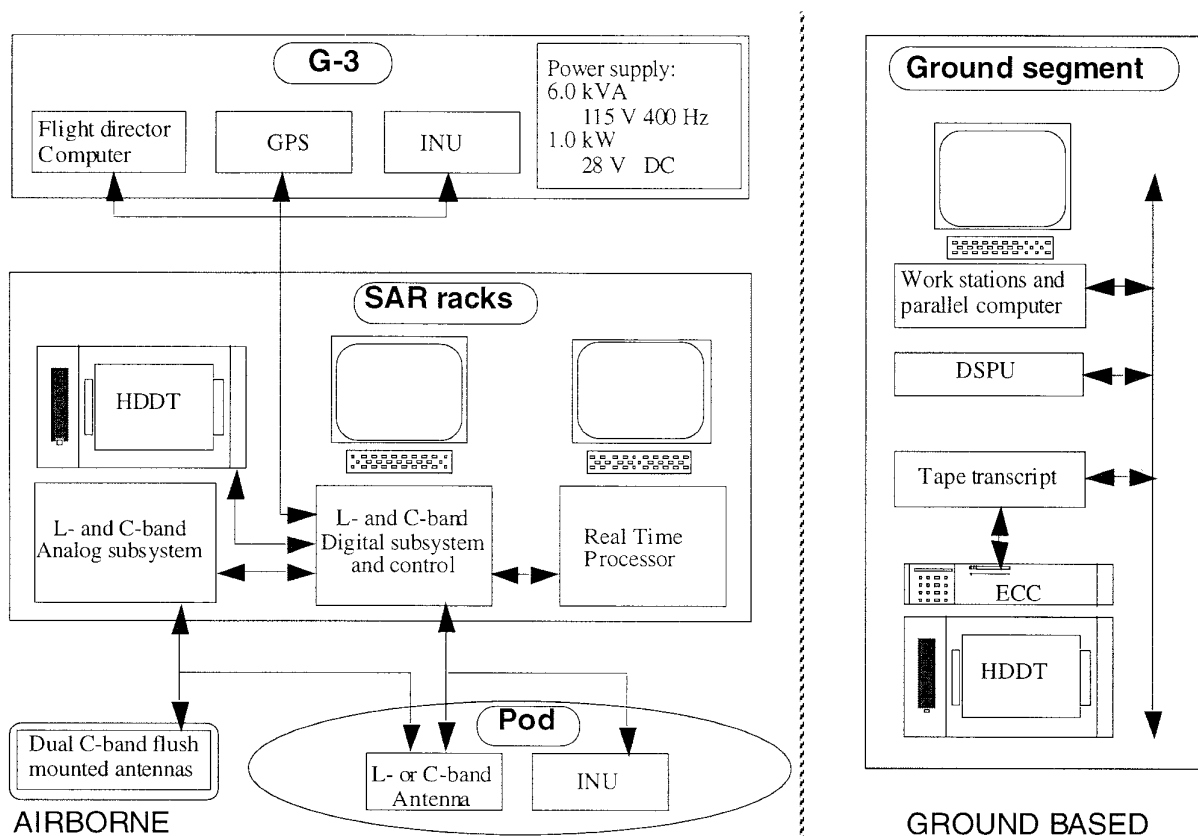 G-3
Power supply:
6.0 kVA
115 V 400 Hz
1.0 kW
28 V DC
Flight director
Computer
GPS
INU
SAR racks
HDDT
L- and C-band
Analog subsystem
L- and C-band
Digital subsystem
and control
Real Time
Processor
Dual C-band flush
mounted antennas
Pod
L- or C-band
Antenna
INU
AIRBORNE
Ground segment
Work stations and
parallel computer
DSPU
Tape transcript
ECC
HDDT
GROUND BASED